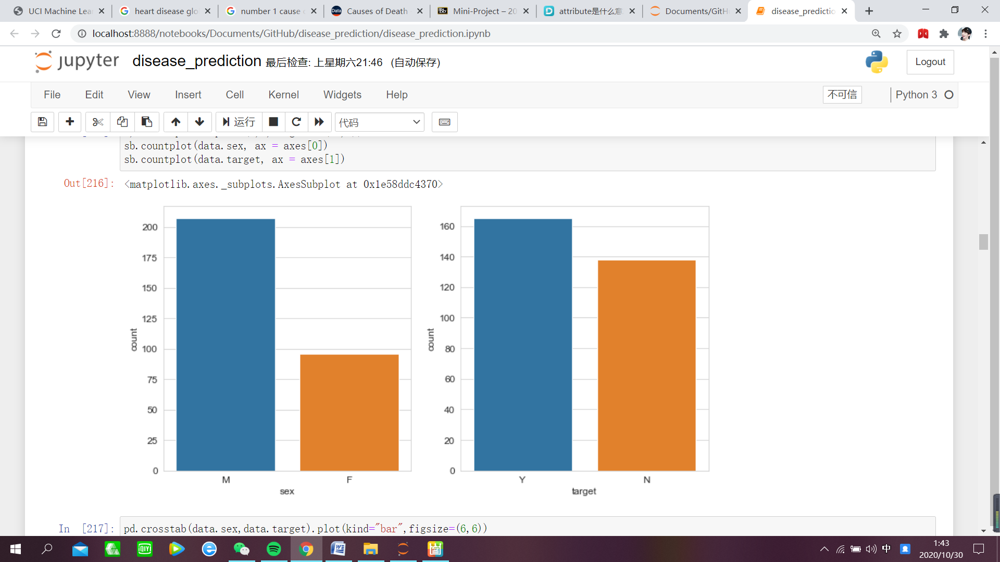 UCI Machine Lea
heart disease glo
number 1 cause
Data Causes of Death
Bb Mini-Project – 20
D attribute是什么意
Documents/GitH
disease_predictio
localhost:8888/notebooks/Documents/GitHub/disease_prediction/disease_prediction.ipynb
jupyter disease_prediction 最后检查: 上星期六21:46 (自动保存)
Logout
File Edit View Insert Cell Kernel Widgets Help 不可信 Python 3
运行 代码
sb.countplot(data.sex, ax = axes[0])
sb.countplot(data.target, ax = axes[1])
Out[216]: <matplotlib.axes._subplots.AxesSubplot at 0x1e58ddc4370>
200
175
150
125
100
75
50
25
0
count
M F
sex
160
140
120
100
80
60
40
20
0
count
Y N
target
In [217]: pd.crosstab(data.sex,data.target).plot(kind="bar",figsize=(6,6))
QIY
中
1:43
2020/10/30